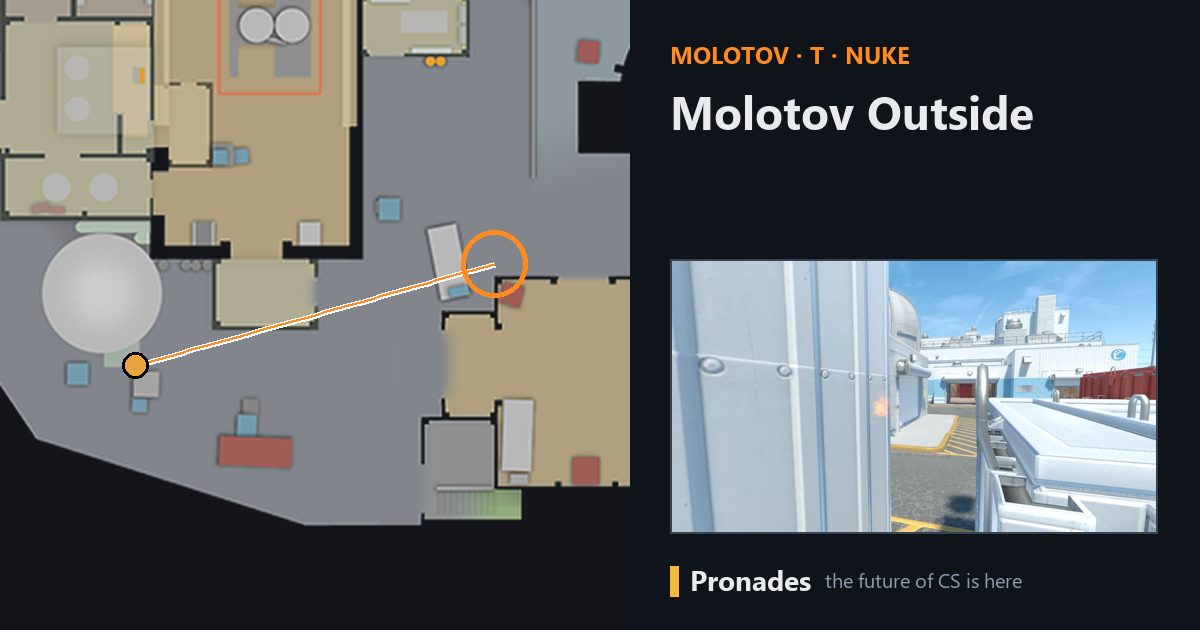 MOLOTOV · T · NUKE
Molotov Outside
Pronades the future of CS is here